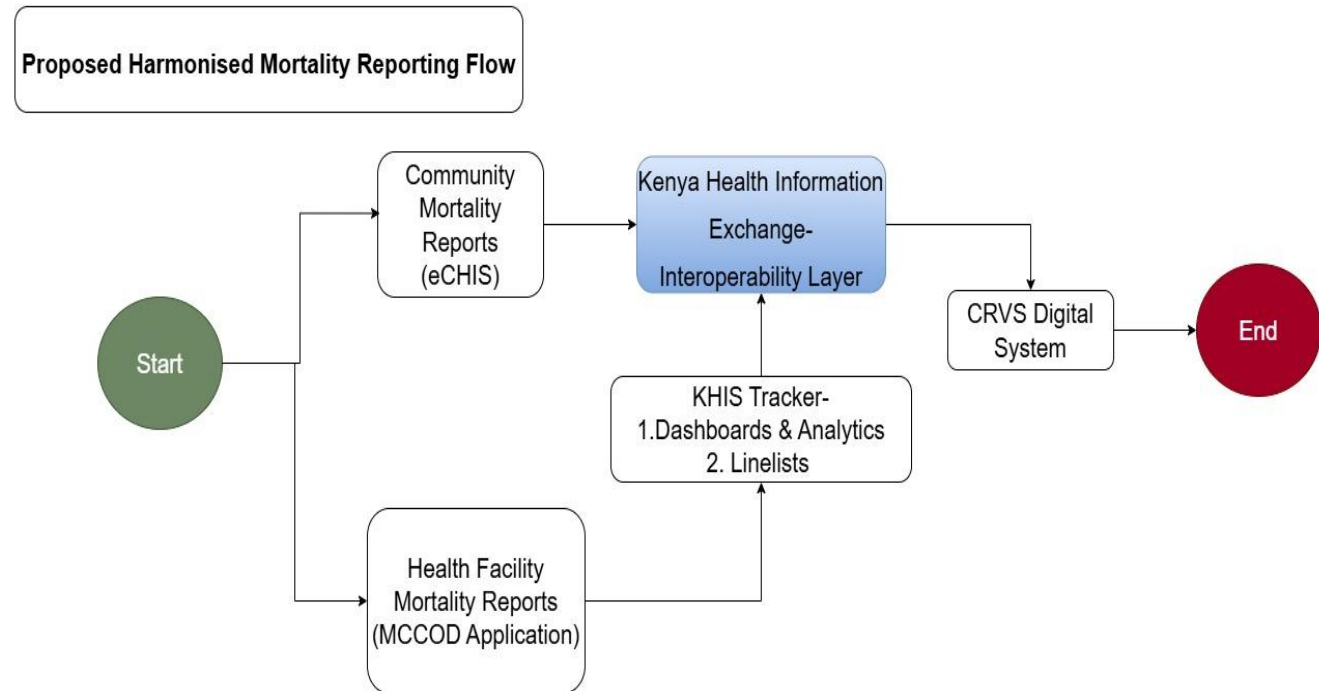 Proposed Harmonised Mortality Reporting Flow
Community
Mortality
Reports
(eCHIS)
Kenya Health Information
Exchange-
Interoperability Layer
Start
CRVS Digital
System
End
KHIS Tracker-
1.Dashboards & Analytics
2. Linelists
Health Facility
Mortality Reports
(MCCOD Application)